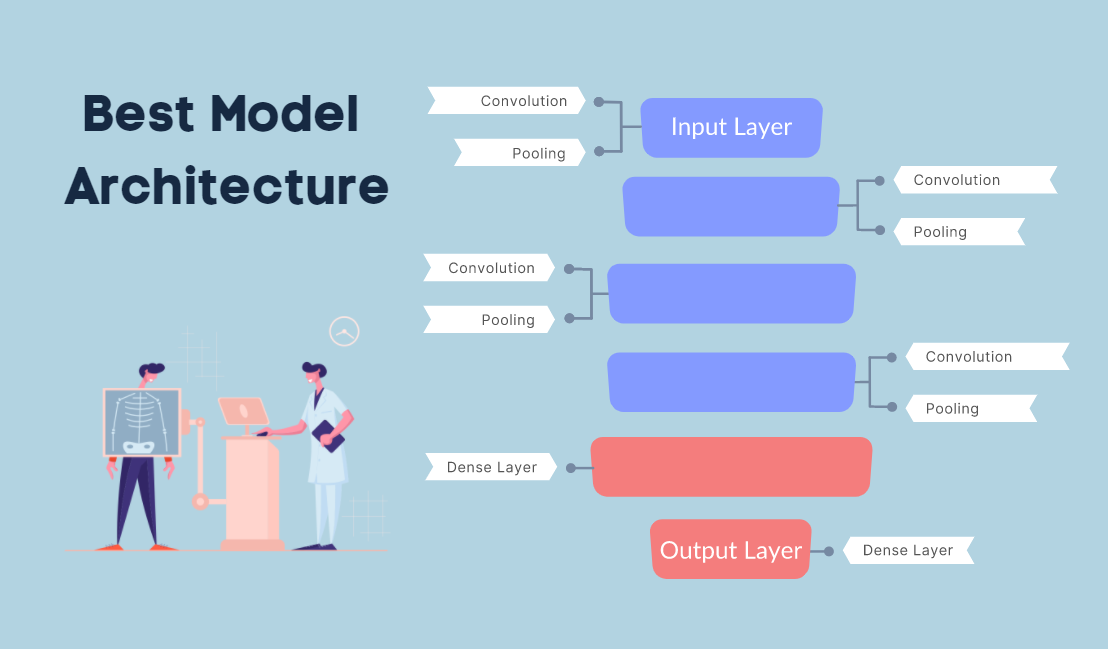 Best Model
Architecture
Convolution
Pooling
Input Layer
Convolution
Pooling
Convolution
Pooling
Convolution
Pooling
Dense Layer
Output Layer
Dense Layer